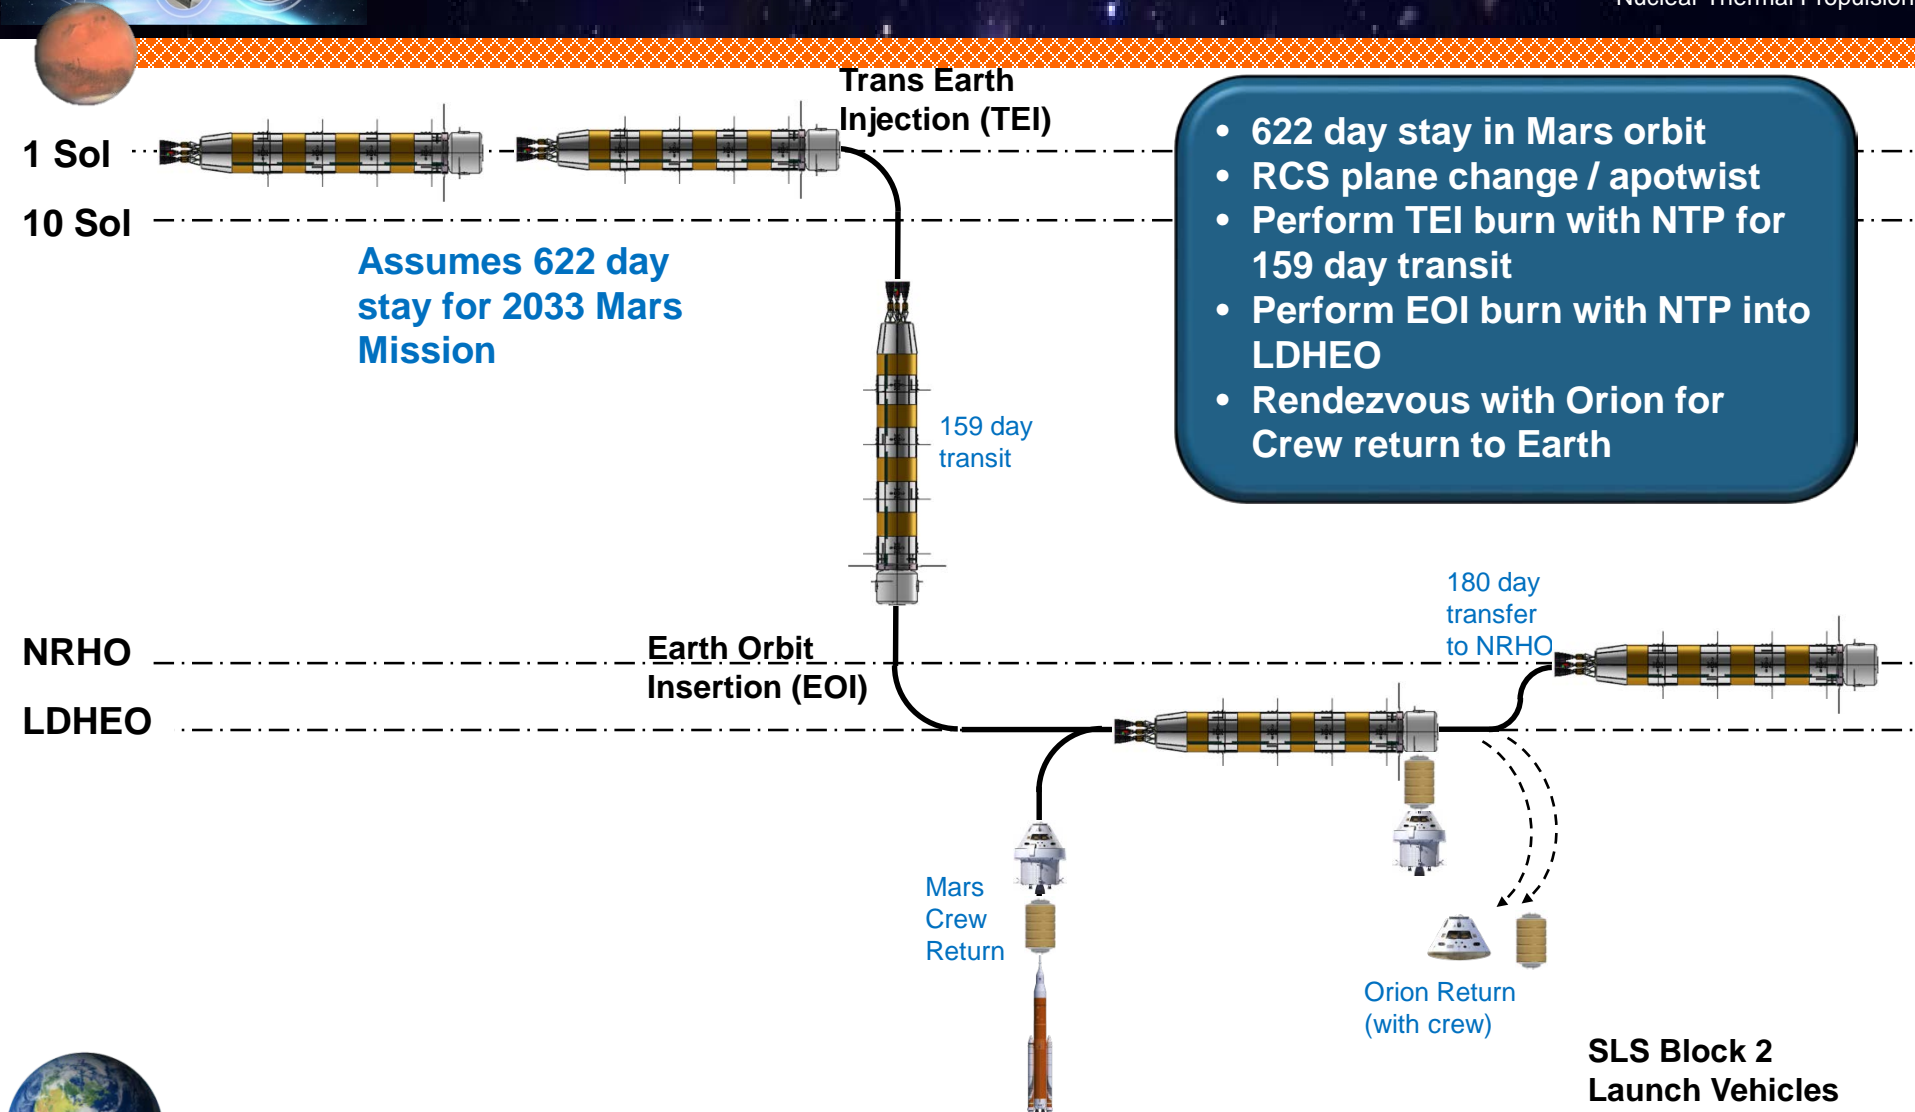 Nuclear Thermal Propulsion
Trans Earth
Injection (TEI)
1 Sol
10 Sol
• 622 day stay in Mars orbit
• RCS plane change / apotwist
• Perform TEI burn with NTP for
159 day transit
• Perform EOI burn with NTP into
LDHEO
• Rendezvous with Orion for
Crew return to Earth
Assumes 622 day
stay for 2033 Mars
Mission
159 day
transit
180 day
transfer
to NRHO
NRHO
Earth Orbit
Insertion (EOI)
LDHEO
Mars
Crew
Return
Orion Return
(with crew)
SLS Block 2
Launch Vehicles